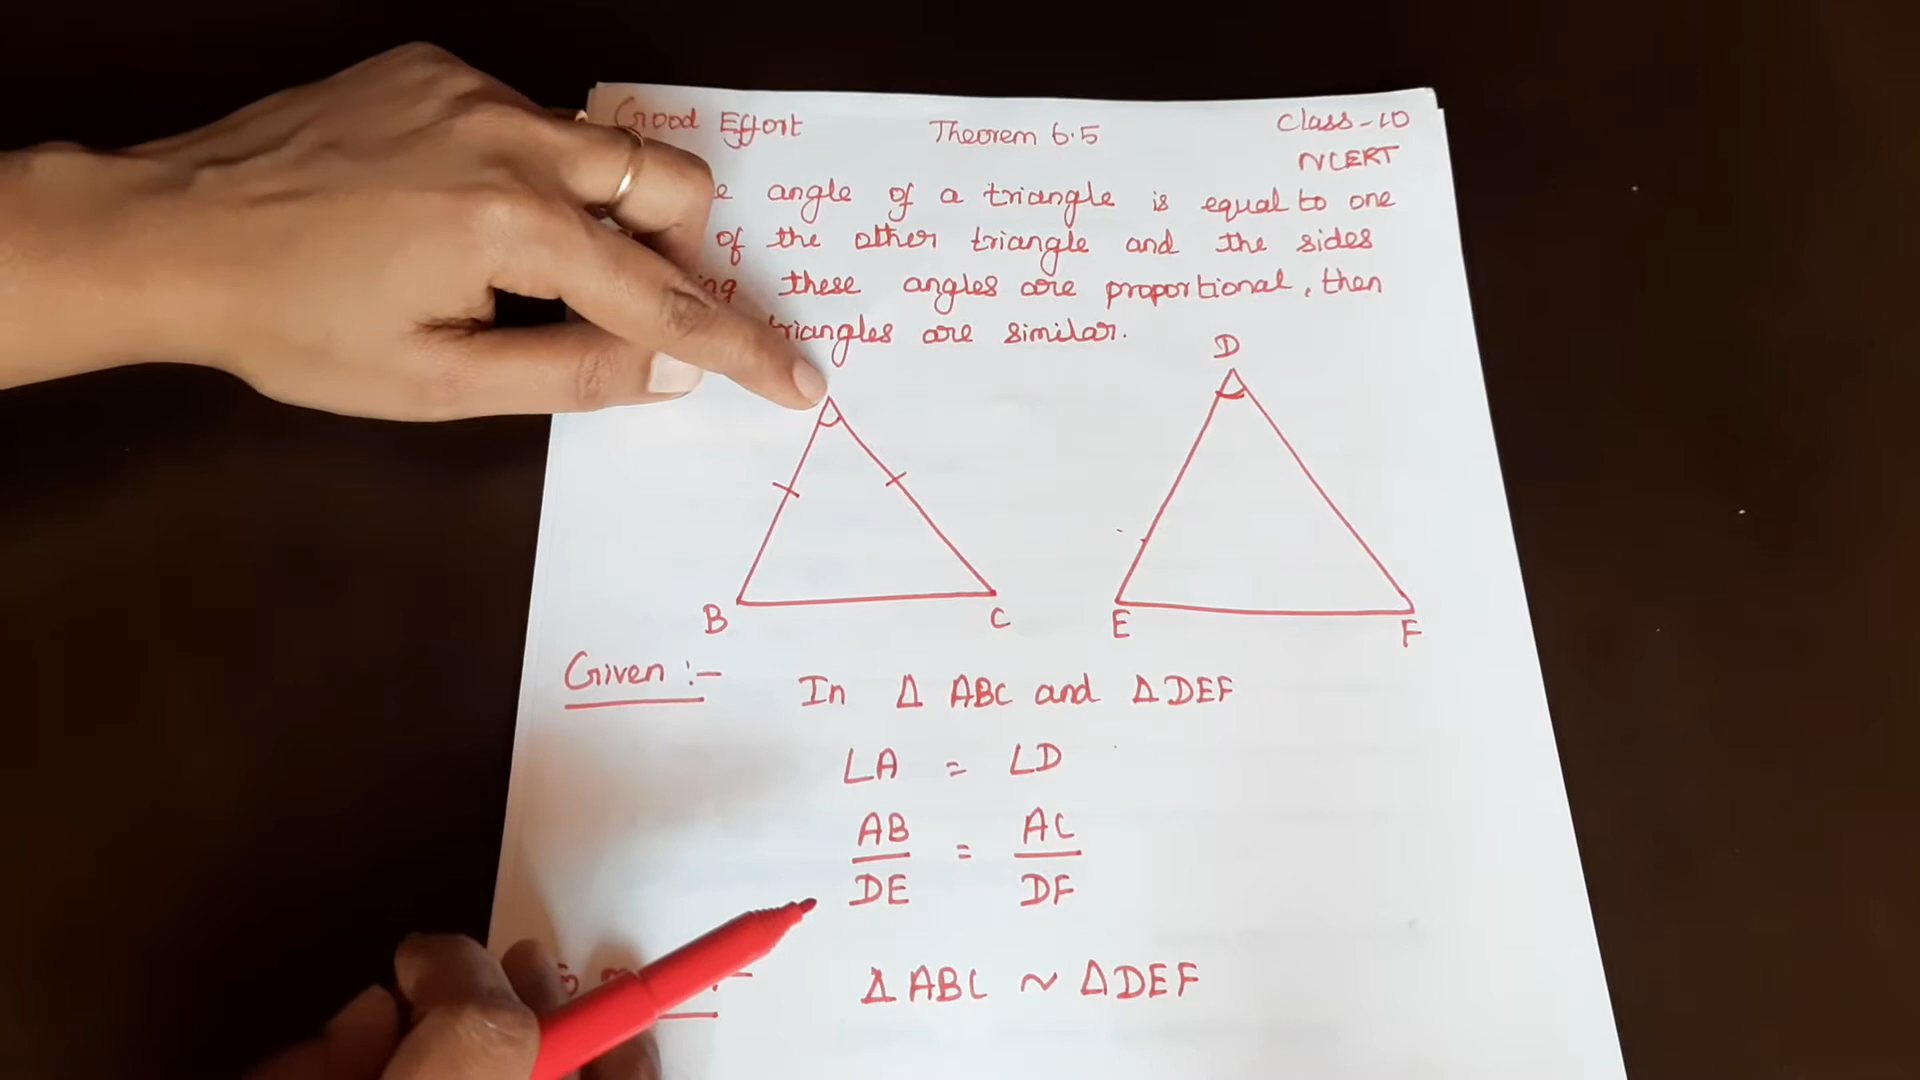 Good Effort
Theorem 6.5
Class-10
NCERT
angle of a triangle is equal to one
of the other triangle and the sides
these angles are proportional, then
triangles are similar.
D
B
C
E
F
Given :-
In Δ ABC and Δ DEF
∠A = ∠D
AB = AC
DE DF
Δ ABC ~ Δ DEF